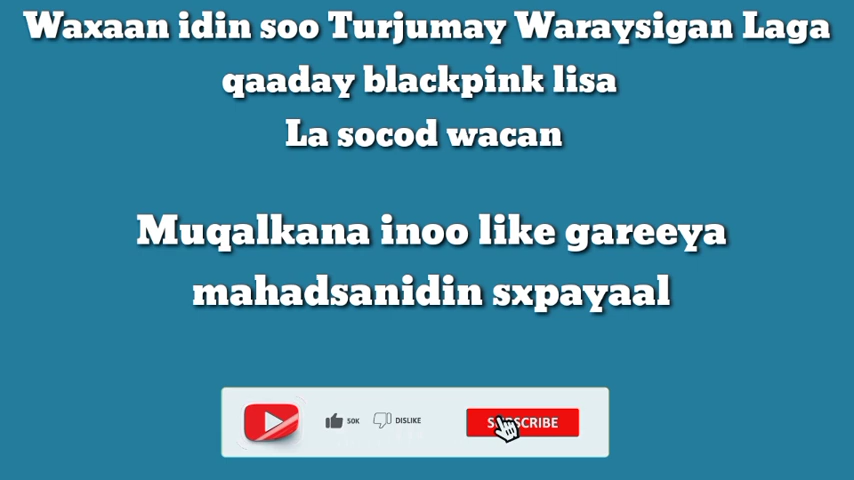 Waxaan idin soo Turjumay Waraysigan Laga
qaaday blackpink lisa
La socod wacan
Muqalkana inoo like gareeya
mahadsanidin sxpayaal
50K DISLIKE SUBSCRIBE